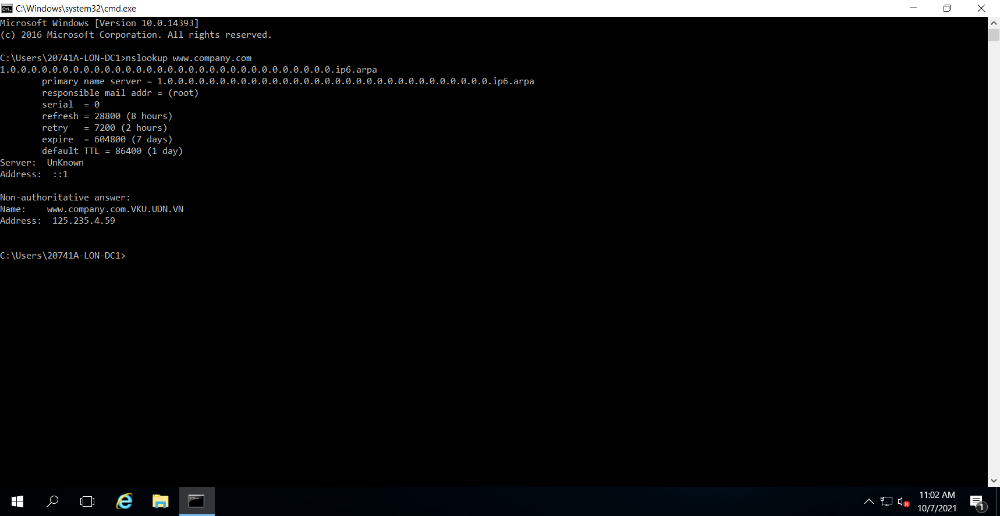 C:\Windows\system32\cmd.exe
Microsoft Windows [Version 10.0.14393]
(c) 2016 Microsoft Corporation. All rights reserved.
C:\Users\20741A-LON-DC1>nslookup www.company.com
1.0.0.0.0.0.0.0.0.0.0.0.0.0.0.0.0.0.0.0.0.0.0.0.0.0.0.0.0.0.0.0.ip6.arpa
primary name server = 1.0.0.0.0.0.0.0.0.0.0.0.0.0.0.0.0.0.0.0.0.0.0.0.0.0.0.0.0.0.0.0.ip6.arpa
responsible mail addr = (root)
serial = 0
refresh = 28800 (8 hours)
retry = 7200 (2 hours)
expire = 604800 (7 days)
default TTL = 86400 (1 day)
Server: UnKnown
Address: ::1
Non-authoritative answer:
Name: www.company.com.VKU.UDN.VN
Address: 125.235.4.59
C:\Users\20741A-LON-DC1>
11:02 AM
10/7/2021
1